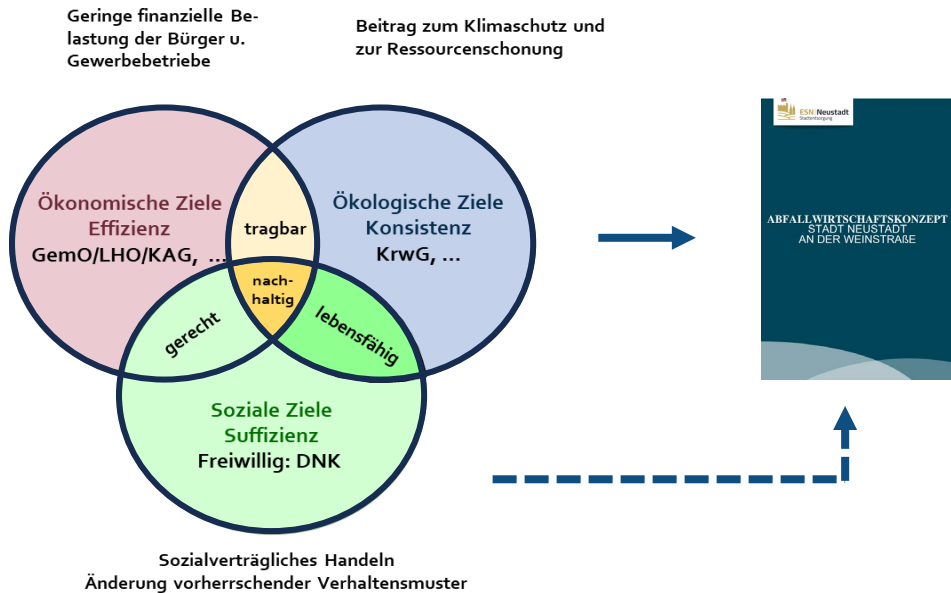 Geringe finanzielle Be-
lastung der Bürger u.
Gewerbebetriebe
Beitrag zum Klimaschutz und
zur Ressourcenschonung
Ökonomische Ziele
Effizienz
GemO/LHO/KAG, ...
tragbar
Ökologische Ziele
Konsistenz
KrwG, ...
nach-
haltig
gerecht
lebensfähig
Soziale Ziele
Suffizienz
Freiwillig: DNK
Sozialverträgliches Handeln
Änderung vorherrschender Verhaltensmuster
ESN|Neustadt
Stadtentsorgung
ABFALLWIRTSCHAFTSKONZEPT
STADT NEUSTADT
AN DER WEINSTRAßE